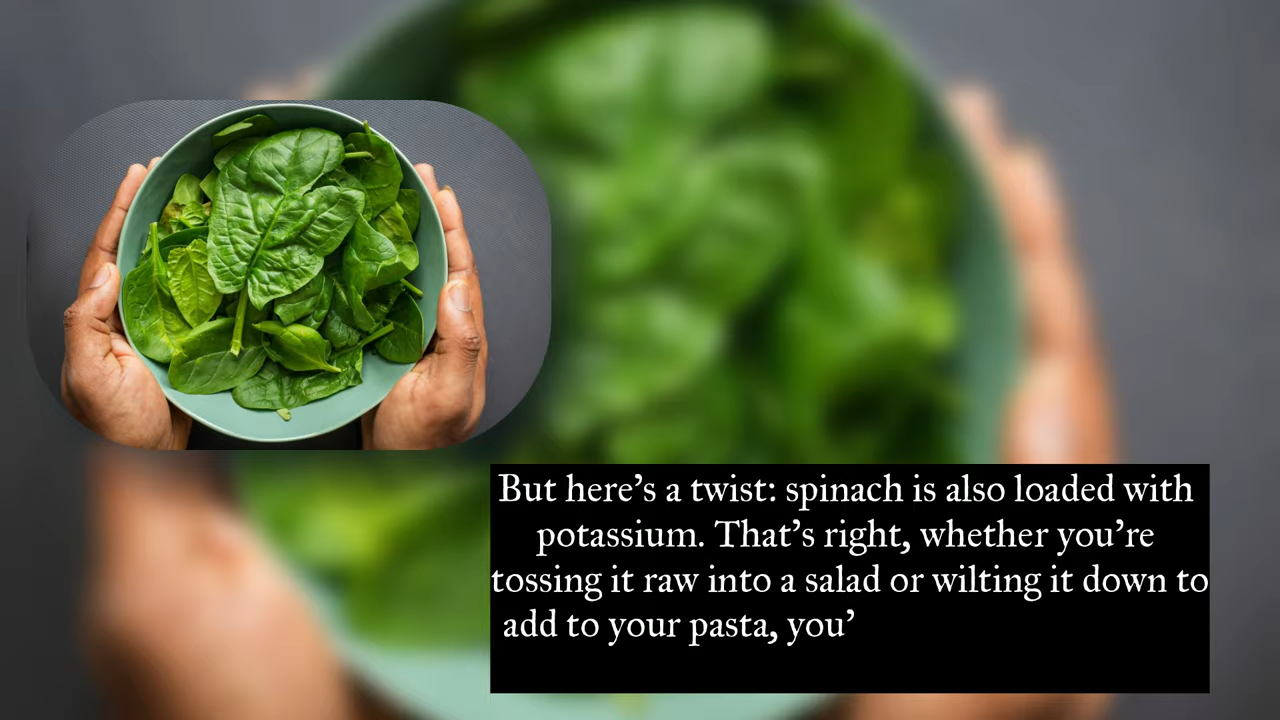 But here’s a twist: spinach is also loaded with
potassium. That’s right, whether you’re
tossing it raw into a salad or wilting it down to
add to your pasta, you’